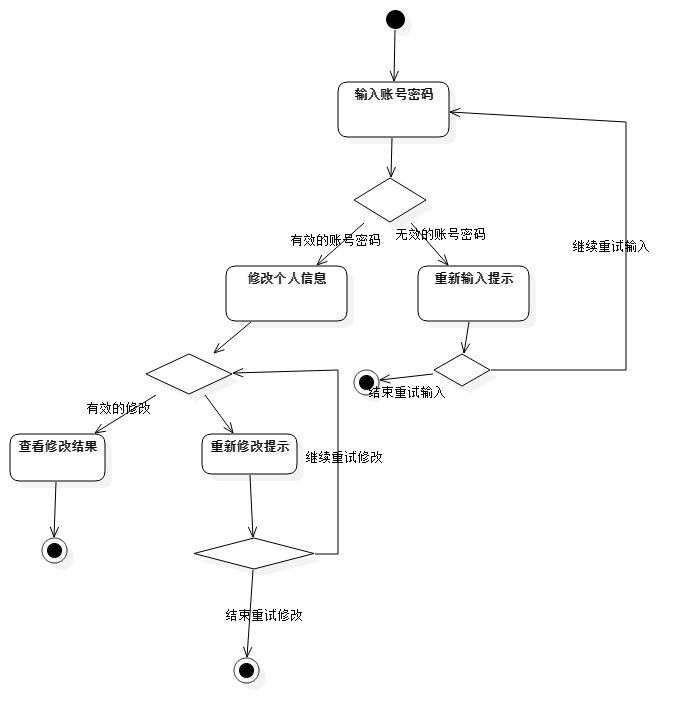 输入账号密码
有效的账号密码
无效的账号密码
继续重试输入
修改个人信息
重新输入提示
结束重试输入
有效的修改
查看修改结果
重新修改提示
继续重试修改
结束重试修改